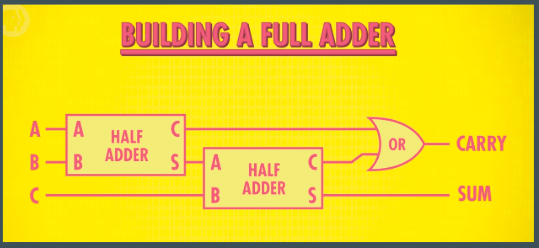 BUILDING A FULL ADDER
A A C
HALF
ADDER
B B S
OR CARRY
A C
HALF
ADDER
C B S SUM